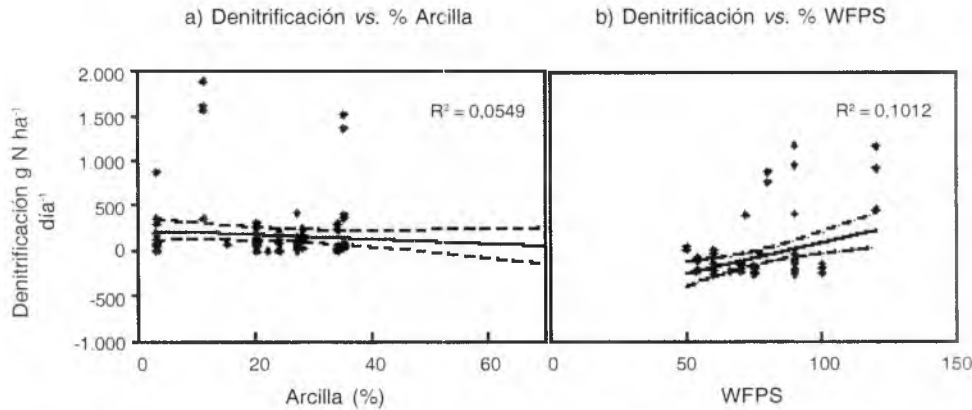 a) Denitrificación vs. % Arcilla
b) Denitrificación vs. % WFPS
Denitrificación g N ha⁻¹
día⁻¹
2.000
1.500
1.000
500
0
-500
-1.000
R² = 0,0549
0
20
40
60
Arcilla (%)
R² = 0,1012
0
50
100
150
WFPS